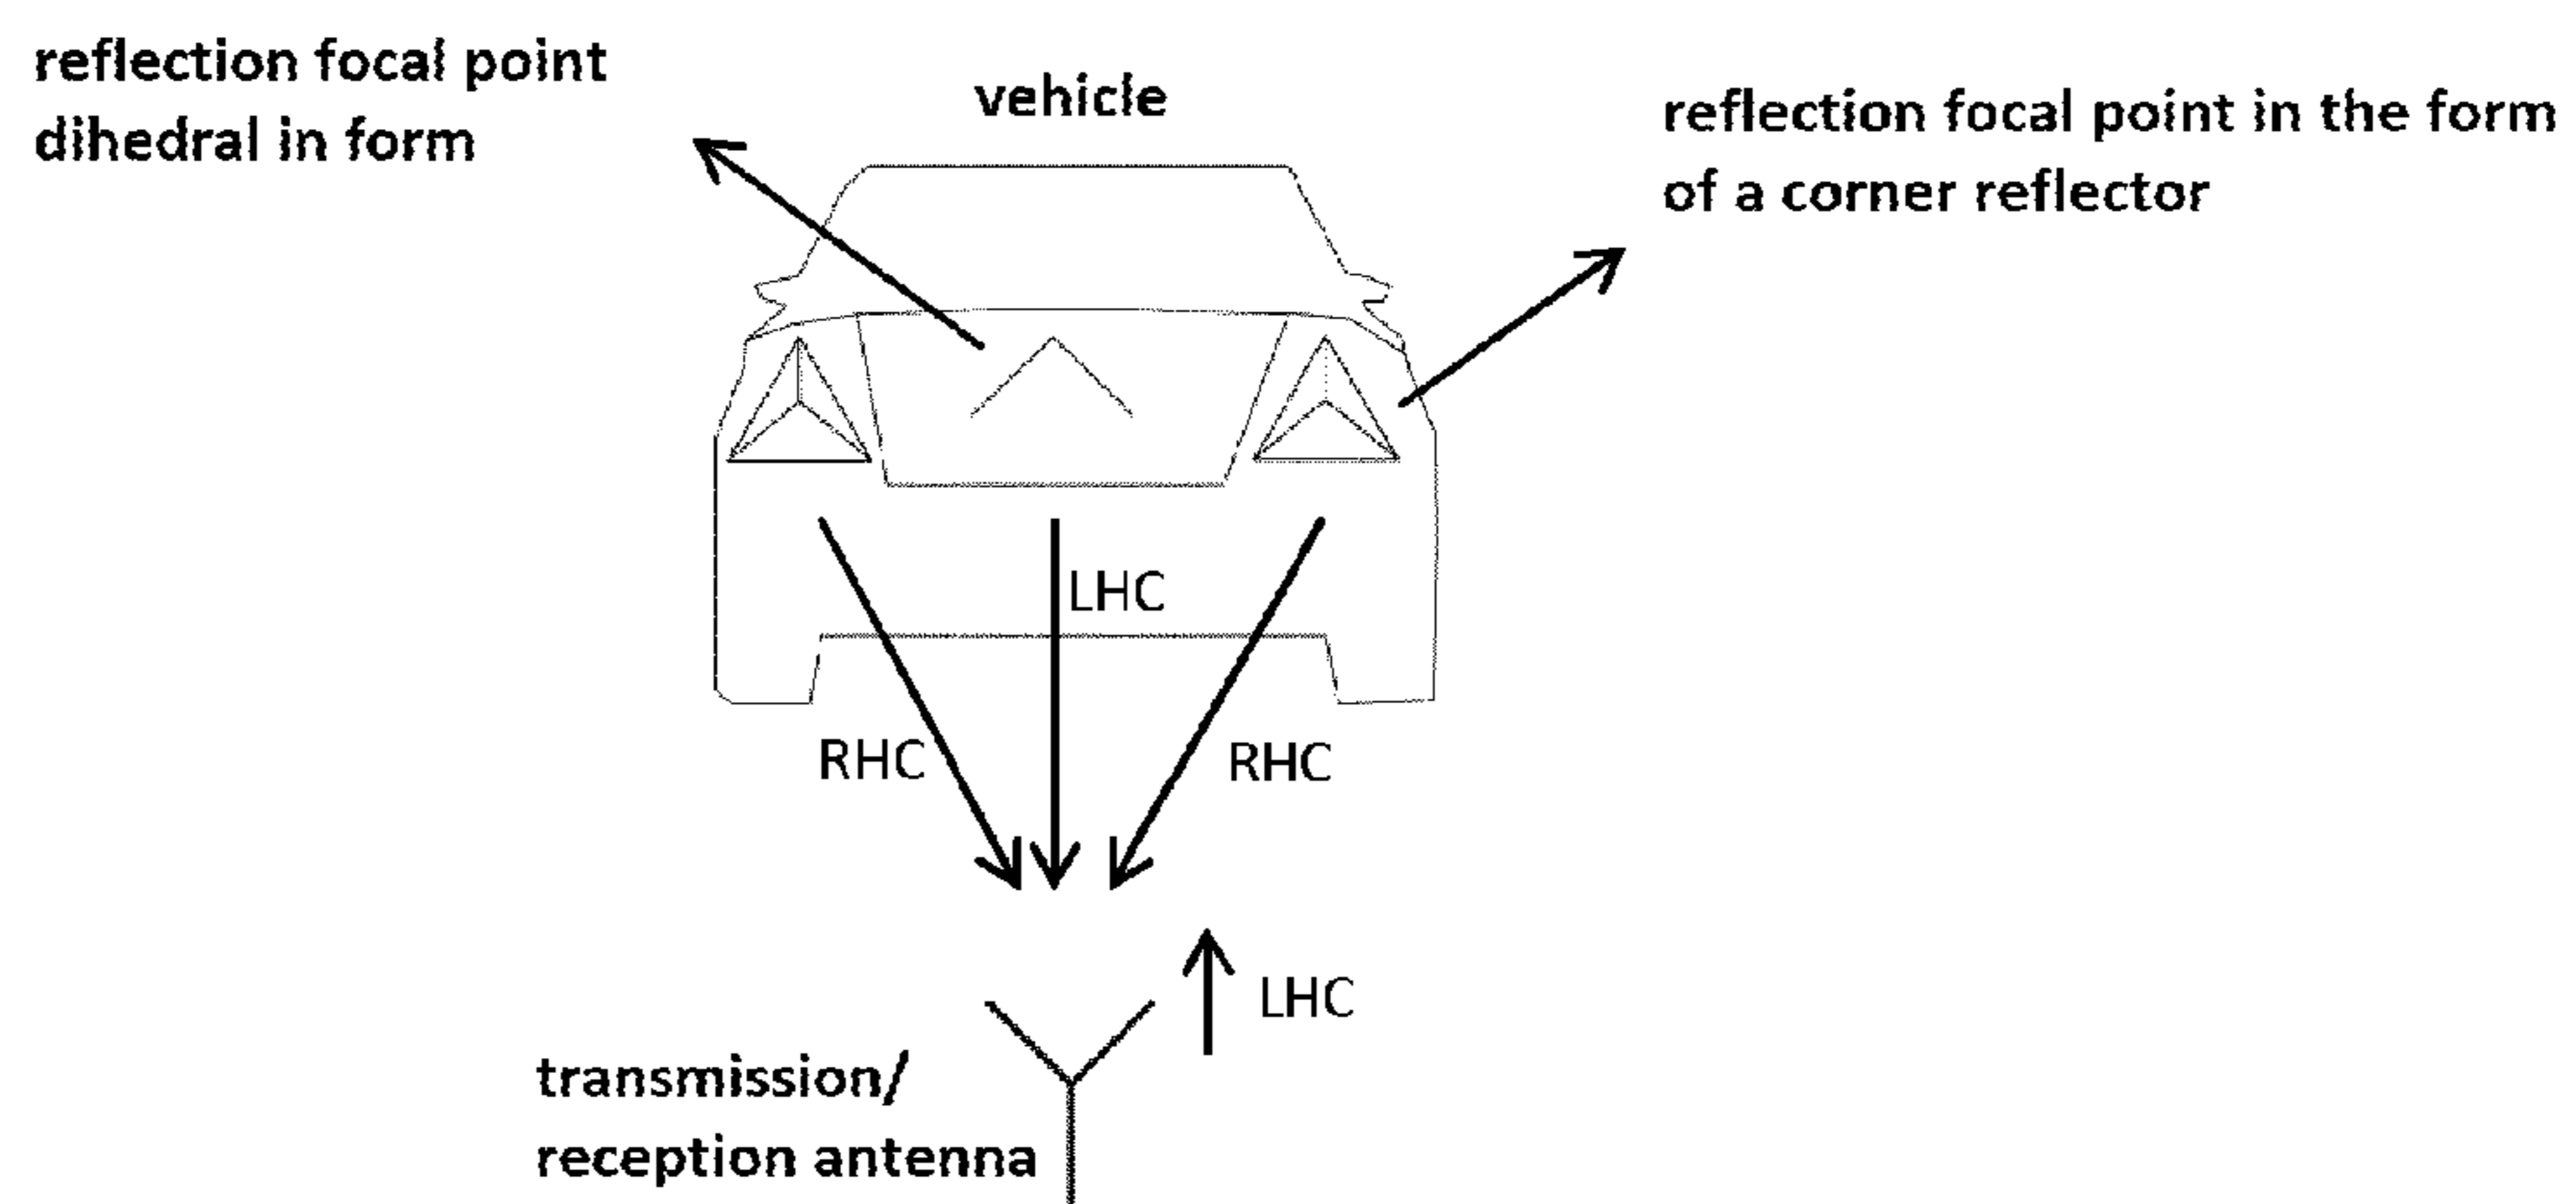 reflection focal point
dihedral in form
vehicle
reflection focal point in the form
of a corner reflector
LHC
RHC
RHC
LHC
transmission/
reception antenna